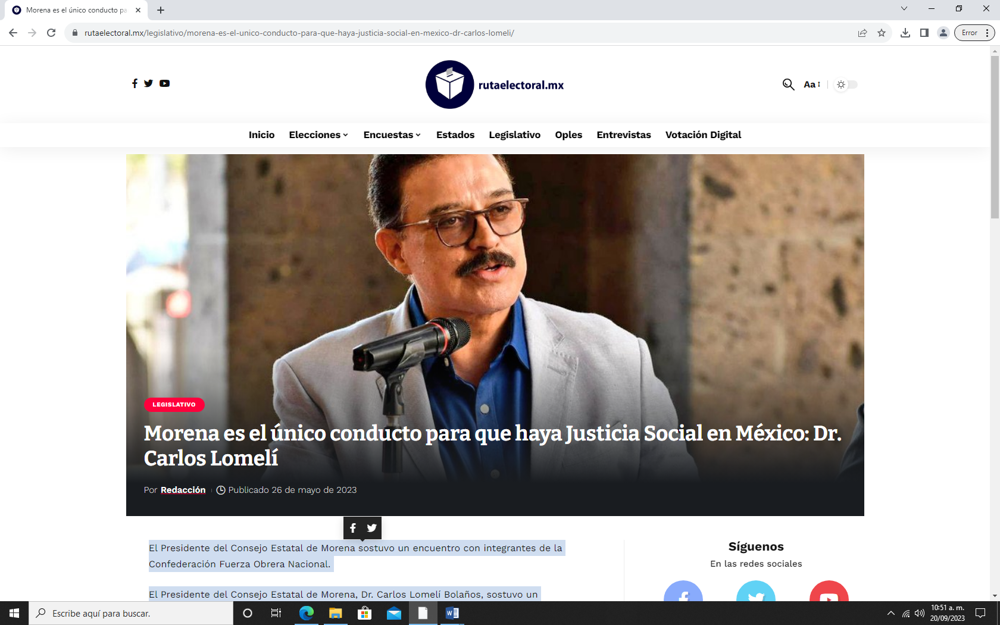 Morena es el único conducto pa
rutaelectoral.mx/legislativo/morena-es-el-unico-conducto-para-que-haya-justicia-social-en-mexico-dr-carlos-lomeli/
Error
rutaelectoral.mx
Aa
Inicio Elecciones Encuestas Estados Legislativo Oples Entrevistas Votación Digital
LEGISLATIVO
Morena es el único conducto para que haya Justicia Social en México: Dr.
Carlos Lomelí
Por Redacción Publicado 26 de mayo de 2023
El Presidente del Consejo Estatal de Morena sostuvo un encuentro con integrantes de la
Confederación Fuerza Obrera Nacional.
El Presidente del Consejo Estatal de Morena, Dr. Carlos Lomelí Bolaños, sostuvo un
Síguenos
En las redes sociales
Escribe aquí para buscar.
10:51 a. m.
20/09/2023